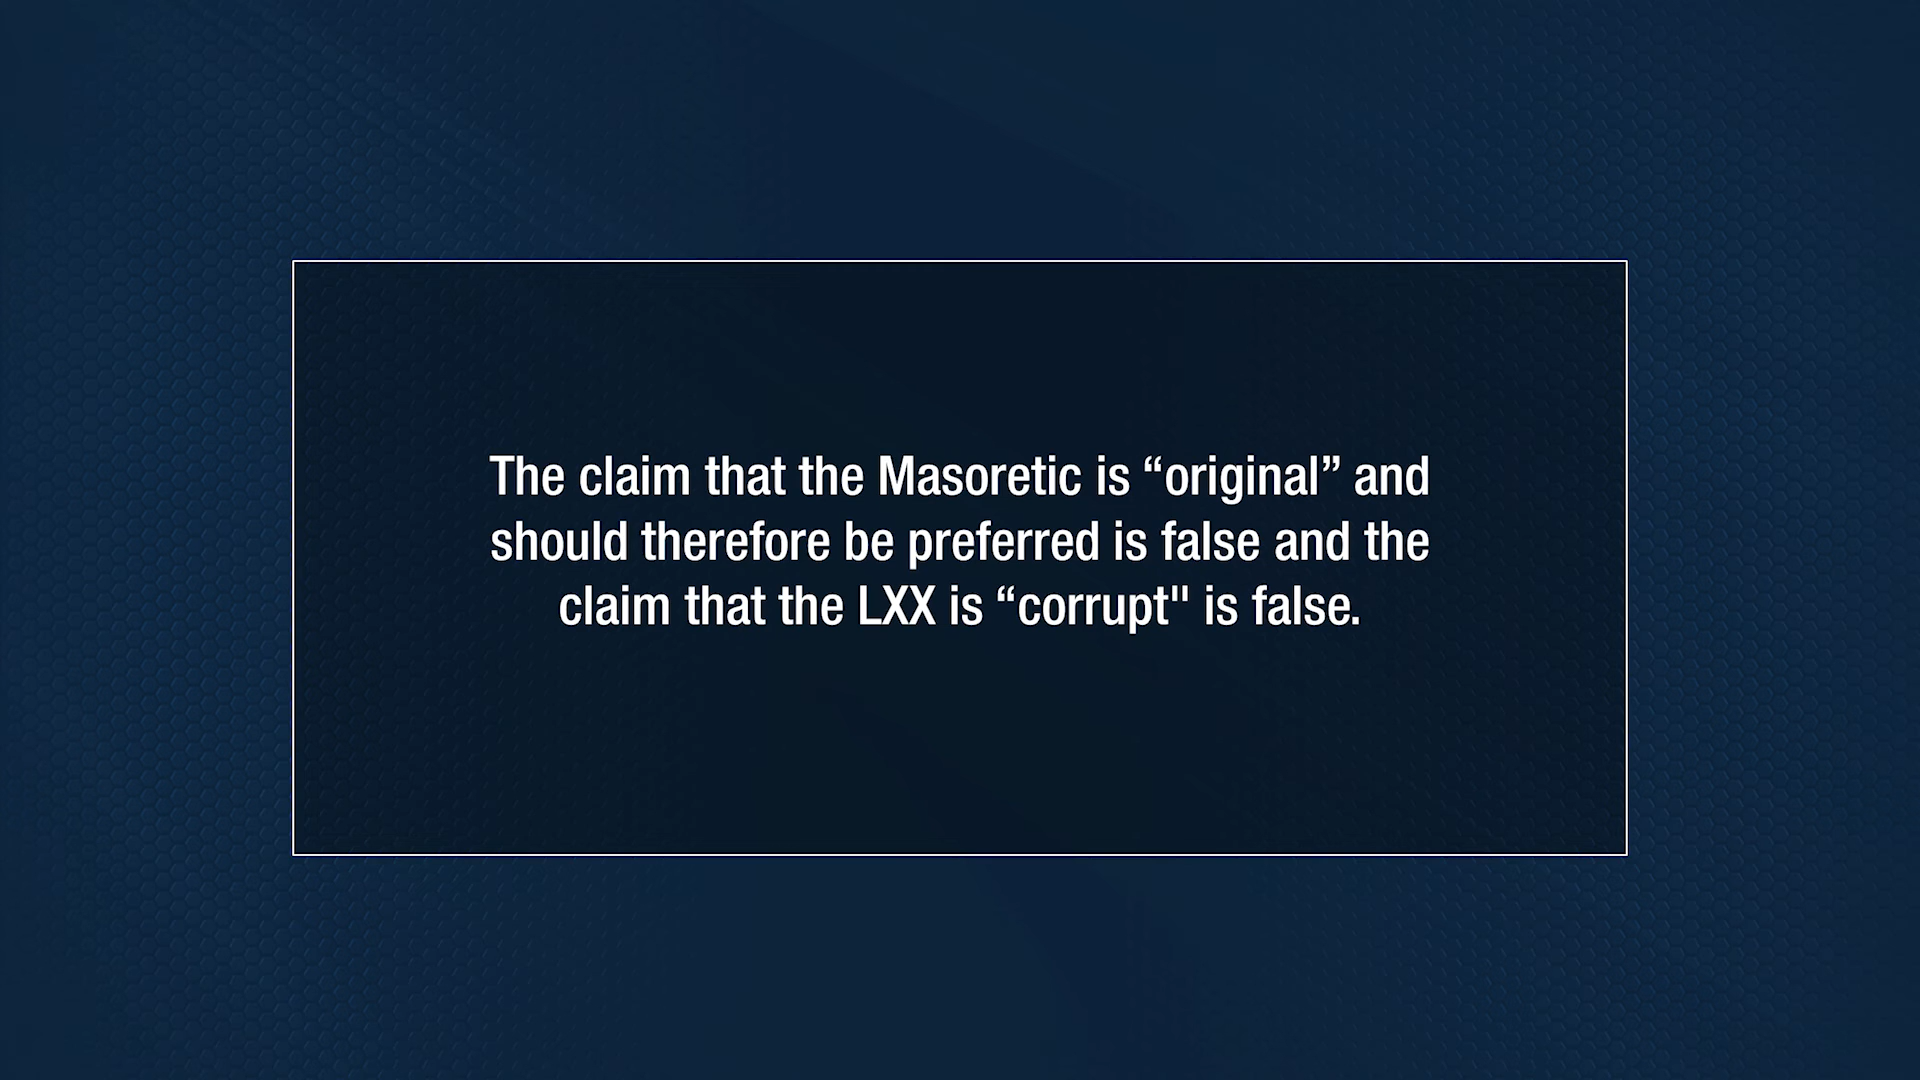 The claim that the Masoretic is “original” and
should therefore be preferred is false and the
claim that the LXX is “corrupt" is false.